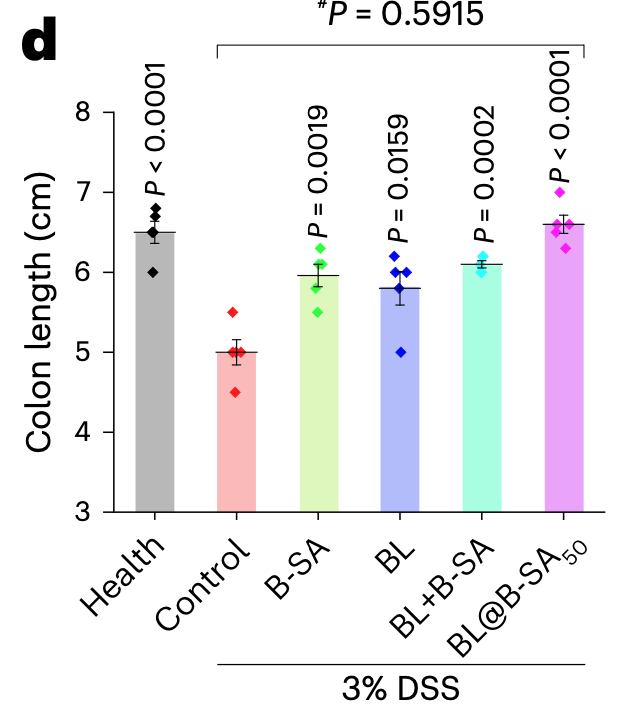 d
#P = 0.5915
P < 0.0001
P = 0.0019
P = 0.0159
P = 0.0002
P < 0.0001
Colon length (cm)
8
7
6
5
4
3
Health
Control
B-SA
BL
BL+B-SA
BL@B-SA50
3% DSS